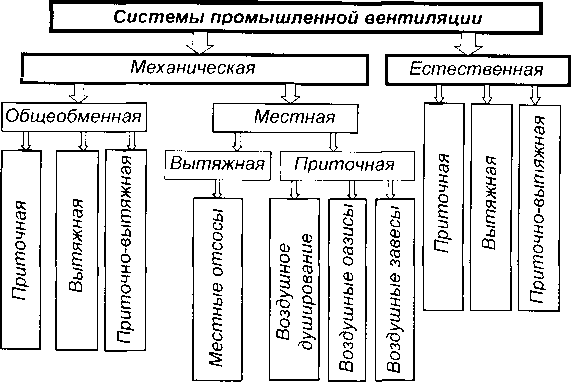 Системы промышленной вентиляции
Механическая
Естественная
Общеобменная
Местная
Вытяжная
Приточная
Приточная
Вытяжная
Приточно-вытяжная
Местные отсосы
Воздушное
душирование
Воздушные оазисы
Воздушные завесы
Приточная
Вытяжная
Приточно-вытяжная